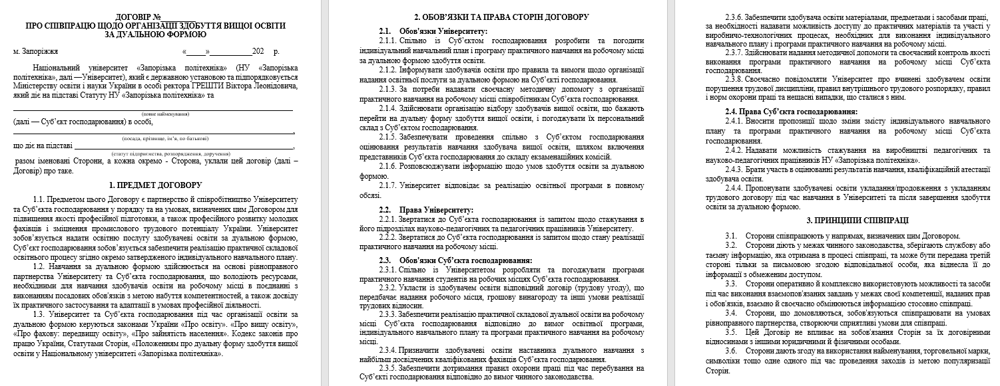 ДОГОВІР №________
ПРО СПІВПРАЦЮ ЩОДО ОРГАНІЗАЦІЇ ЗДОБУТТЯ ВИЩОЇ ОСВІТИ
ЗА ДУАЛЬНОЮ ФОРМОЮ
м. Запоріжжя «_____»___________202 р.
Національний університет «Запорізька політехніка» (НУ «Запорізька
політехніка», далі —Університет), який є державною установою та підпорядковується
Міністерству освіти і науки України в особі ректора ГРЕШТИ Віктора Леонідовича,
який діє на підставі Статуту НУ «Запорізька політехніка» та
(повне найменування)
(далі — Суб’єкт господарювання) в особі,
(посада, прізвище, ім’я, по батькові)
що діє на підставі ____________________,
(статут підприємства, розпорядження, доручення)
разом іменовані Сторони, а кожна окремо - Сторона, уклали цей договір (далі –
Договір) про таке.
1. ПРЕДМЕТ ДОГОВОРУ
1.1. Предметом цього Договору є партнерство й співробітництво Університету
та Суб’єкта господарювання у порядку та на умовах, визначених цим Договором для
підвищення якості професійної підготовки, а також професійного розвитку молодих
фахівців і зміцнення промислового трудового потенціалу України. Університет
зобов’язується надати освітню послугу здобувачеві освіти за дуальною формою,
Суб’єкт господарювання зобов’язується забезпечити реалізацію практичної складової
освітнього процесу згідно окремо затвердженого індивідуального навчального плану.
1.2. Навчання за дуальною формою здійснюється на основі рівноправного
партнерства Університету та Суб’єкта господарювання, що володіють ресурсами,
необхідними для навчання здобувачів освіти на робочому місці в поєднанні з
виконанням посадових обов'язків з метою набуття компетентностей, а також досвіду
їх практичного застосування та адаптації в умовах професійної діяльності.
1.3. Університет та Суб’єкта господарювання під час організації освіти за
дуальною формою керуються законами України «Про освіту». «Про вищу освіту»,
«Про фахову: передвищу освіту», «Про зайнятість населення». Кодекс законів про
працю України, Статутами Сторін, «Положенням про дуальну форму здобуття вищої
освіти у Національному університеті «Запорізька політехніка».
2. ОБОВ’ЯЗКИ ТА ПРАВА СТОРІН ДОГОВОРУ
2.1. Обов'язки Університету:
2.1.1. Спільно із Суб’єктом господарювання розробити та погодити
індивідуальний навчальний план і програму практичного навчання на робочому місці
за дуальною формою здобуття освіти.
2.1.2. Інформувати здобувачів освіти про правила та вимоги щодо організації
надання освітньої послуги за дуальною формою на Суб’єкті господарювання.
2.1.3. За потреби надавати своєчасну методичну допомогу з організації
практичного навчання на робочому місці співробітникам Суб’єкта господарювання.
2.1.4. Здійснювати організацію відбору здобувачів вищої освіти, що бажають
перейти на дуальну форму здобуття вищої освіти, і погоджувати їх персональний
склад з Суб’єктом господарювання.
2.1.5. Забезпечувати проведення спільно з Суб’єктом господарювання
оцінювання результатів навчання здобувача вищої освіти, шляхом включення
представників Суб’єкта господарювання до складу екзаменаційних комісій.
2.1.6. Розповсюджувати інформацію щодо умов здобуття освіти за дуальною
формою.
2.1.7. Університет відповідає за реалізацію освітньої програми в повному
обсязі.
2.2. Права Університету:
2.2.1. Звертатися до Суб’єкта господарювання із запитом щодо стажування в
його підрозділах науково-педагогічних та педагогічних працівників Університету.
2.2.2. Звертатися до Суб’єкта господарювання із запитом щодо стану реалізації
практичного навчання на робочому місці.
2.3. Обов'язки Суб’єкта господарювання:
2.3.1. Спільно із Університетом розробляти та погоджувати програми
практичного навчання студентів на робочих місцях Суб’єкта господарювання.
2.3.2. Укласти із здобувачем освіти відповідний договір (трудову угоду), що
передбачає надання робочого місця, грошову винагороду та інші умови реалізації
трудових відносин.
2.3.3. Забезпечити реалізацію практичної складової дуальної освіти на робочому
місці Суб’єкта господарювання відповідно до вимог освітньої програми,
індивідуального навчального плану та програми практичного навчання на робочому
місці.
2.3.4. Призначити здобувачеві освіти наставника дуального навчання з
найбільш досвідчених кваліфікованих фахівців Суб’єкта господарювання.
2.3.5. Забезпечити дотримання правил охорони праці під час перебування на
Суб’єкті господарювання відповідно до вимог чинного законодавства.
2.3.6. Забезпечити здобувача освіти матеріалами, предметами і засобами праці,
за необхідності надавати можливість доступу до практичних матеріалів та участі у
виробничо-технологічних процесах, необхідних для виконання індивідуального
навчального плану і програми практичного навчання на робочому місці.
2.3.7. Здійснювати надання методичної допомоги та своєчасний контроль якості
виконання програми практичного навчання на робочому місці Суб’єкта
господарювання.
2.3.8. Своєчасно повідомляти Університет про вчинені здобувачем освіти
порушення трудової дисципліни, правил внутрішнього трудового розпорядку, правил
і норм охорони праці та нещасні випадки, що сталися з ним.
2.4. Права Суб’єкта господарювання:
2.4.1. Вносити пропозиції щодо зміни змісту індивідуального навчального
плану та програми практичного навчання на робочому місці Суб’єкта
господарювання.
2.4.2. Надавати можливість стажування на виробництві педагогічних та
науково-педагогічних працівників НУ «Запорізька політехніка».
2.4.3. Брати участь в оцінюванні результатів навчання, кваліфікаційній атестації
здобувача освіти.
2.4.4. Пропонувати здобувачеві освіти укладання/продовження з укладанням
трудового договору під час навчання в Університеті та після завершення здобуття
освіти за дуальною формою.
3. ПРИНЦИПИ СПІВПРАЦІ
3.1. Сторони співпрацюють у напрямах, визначених цим Договором.
3.2. Сторони діють у межах чинного законодавства, зберігають службову або
таємну інформацію, яка отримана в процесі співпраці, та може бути передана третій
стороні тільки за письмовою згодою відповідальної особи, яка віднесла її до
інформації з обмеженим доступом.
3.3. Сторони оперативно й комплексно використовують можливості та засоби
під час виконання взаємопов'язаних завдань у межах своєї компетенції, наданих прав
і обов'язків, взаємно й своєчасно обмінюються інформацією стосовно співпраці.
3.4. Сторони, що домовляються, зобов'язуються співпрацювати на умовах
рівноправного партнерства, створюючи сприятливі умови для співпраці.
3.5. Цей Договір не впливає на зобов'язання Сторін за їх договірними
відносинами з іншими юридичними й фізичними особами.
3.6. Сторони дають згоду на використання найменування, торговельної марки,
символіки тощо одне одного під час проведення заходів із метою популяризації
Сторін.